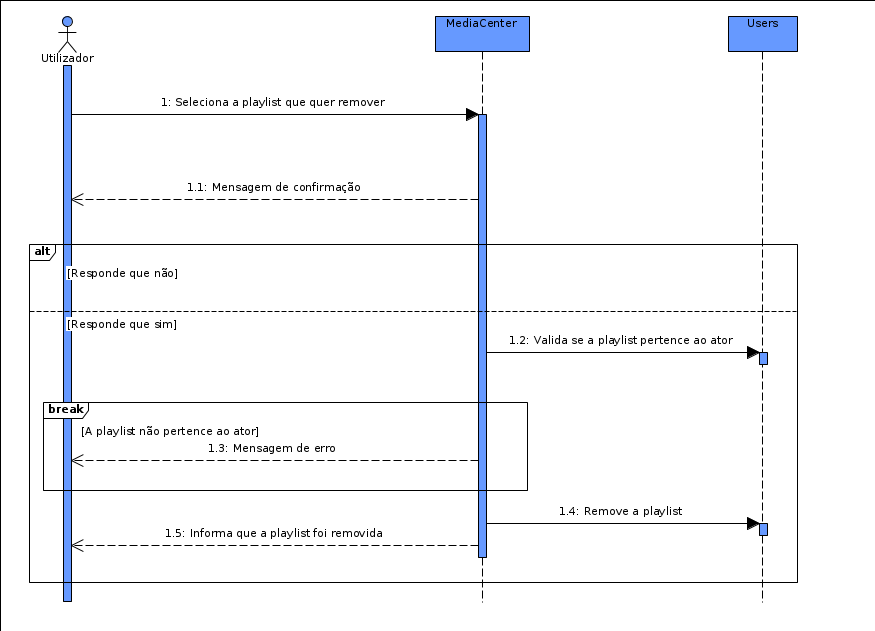 MediaCenter
Users
Utilizador
1: Seleciona a playlist que quer remover
1.1: Mensagem de confirmação
alt
[Responde que não]
[Responde que sim]
1.2: Valida se a playlist pertence ao ator
break
[A playlist não pertence ao ator]
1.3: Mensagem de erro
1.4: Remove a playlist
1.5: Informa que a playlist foi removida